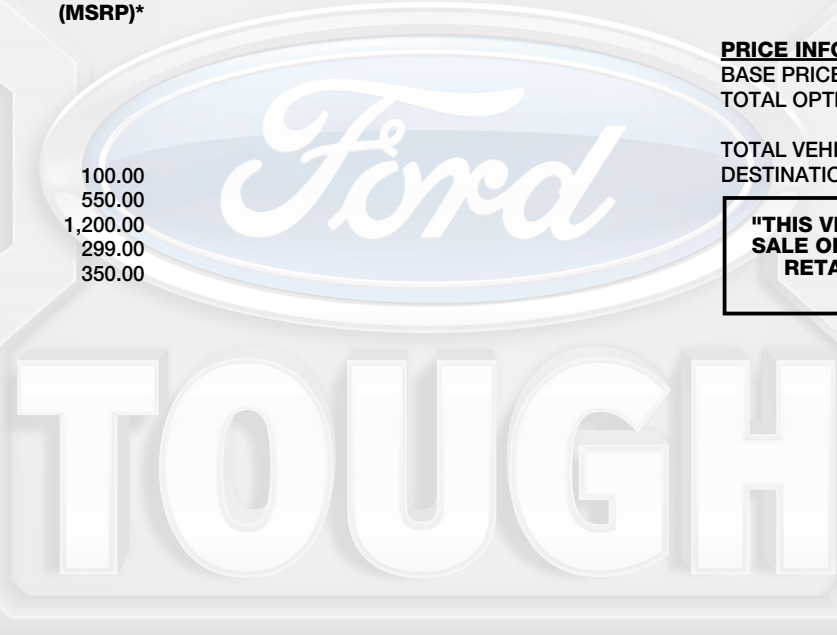 (MSRP)*
100.00
550.00
1,200.00
299.00
350.00
PRICE INFO
BASE PRICE
TOTAL OPTI
TOTAL VEHI
DESTINATIO
"THIS VE
SALE O
RETA
Ford
TOUGH